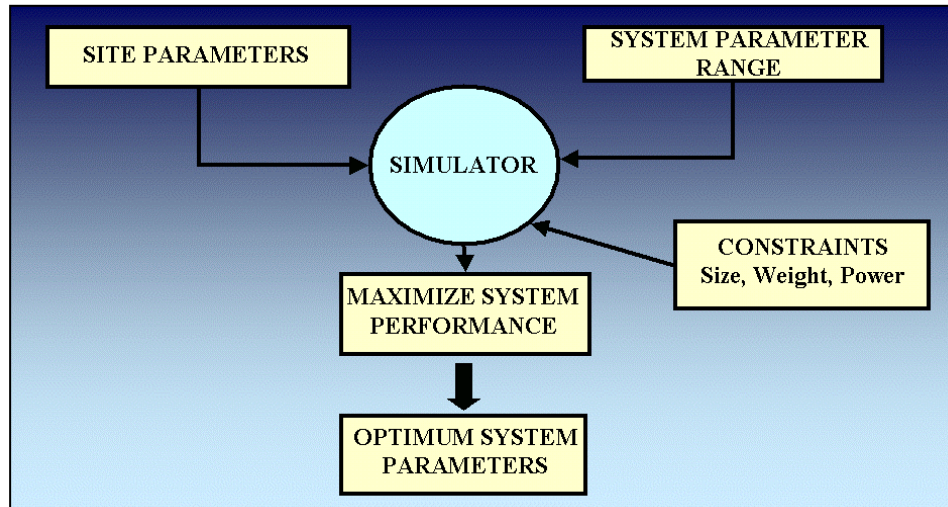 SITE PARAMETERS
SYSTEM PARAMETER
RANGE
SIMULATOR
CONSTRAINTS
Size, Weight, Power
MAXIMIZE SYSTEM
PERFORMANCE
OPTIMUM SYSTEM
PARAMETERS